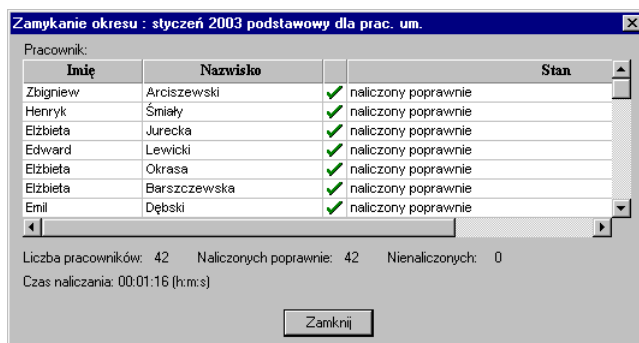 Zamykanie okresu : styczeń 2003 podstawowy dla prac. um.
Pracownik:
Imię Nazwisko Stan
Zbigniew Arciszewski naliczony poprawnie
Henryk Śmiały naliczony poprawnie
Elżbieta Jurecka naliczony poprawnie
Edward Lewicki naliczony poprawnie
Elżbieta Okrasa naliczony poprawnie
Elżbieta Barszczewska naliczony poprawnie
Emil Dębski naliczony poprawnie
Liczba pracowników: 42 Naliczonych poprawnie: 42 Nienaliczonych: 0
Czas naliczania: 00:01:16 (h:m:s)
Zamknij